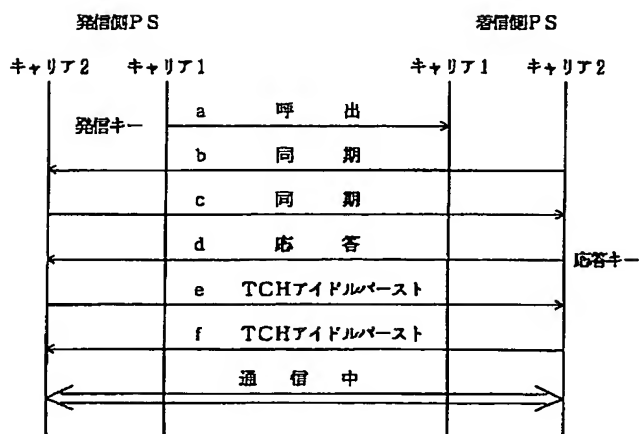 発信側PS 着信側PS
キャリア2 キャリア1 キャリア1 キャリア2
発信キー a 呼出
b 同期
c 同期
d 応答 応答キー
e TCHアイドルバースト
f TCHアイドルバースト
通信中